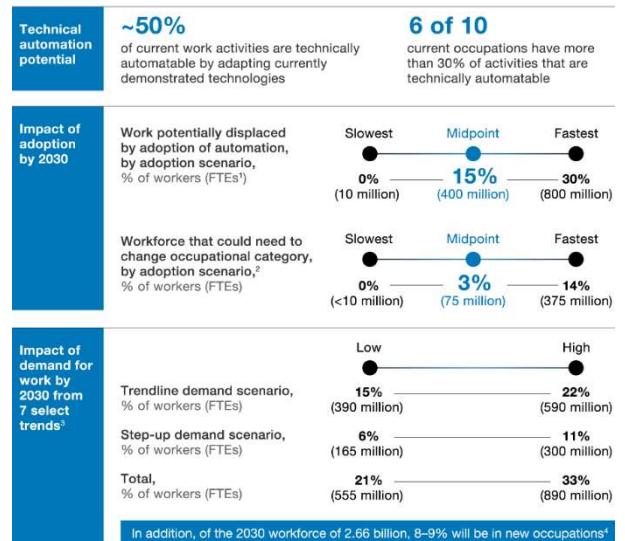 Technical
automation
potential
~50%
of current work activities are technically
automatable by adapting currently
demonstrated technologies
6 of 10
current occupations have more
than 30% of activities that are
technically automatable
Impact of
adoption
by 2030
Work potentially displaced
by adoption of automation,
by adoption scenario,
% of workers (FTEs¹)
Slowest Midpoint Fastest
0% 15% 30%
(10 million) (400 million) (800 million)
Workforce that could need to
change occupational category,
by adoption scenario,²
% of workers (FTEs)
Slowest Midpoint Fastest
0% 3% 14%
(<10 million) (75 million) (375 million)
Impact of
demand for
work by
2030 from
7 select
trends³
Low High
Trendline demand scenario,
% of workers (FTEs)
15% 22%
(390 million) (590 million)
Step-up demand scenario,
% of workers (FTEs)
6% 11%
(165 million) (300 million)
Total,
% of workers (FTEs)
21% 33%
(555 million) (890 million)
In addition, of the 2030 workforce of 2.66 billion, 8–9% will be in new occupations⁴